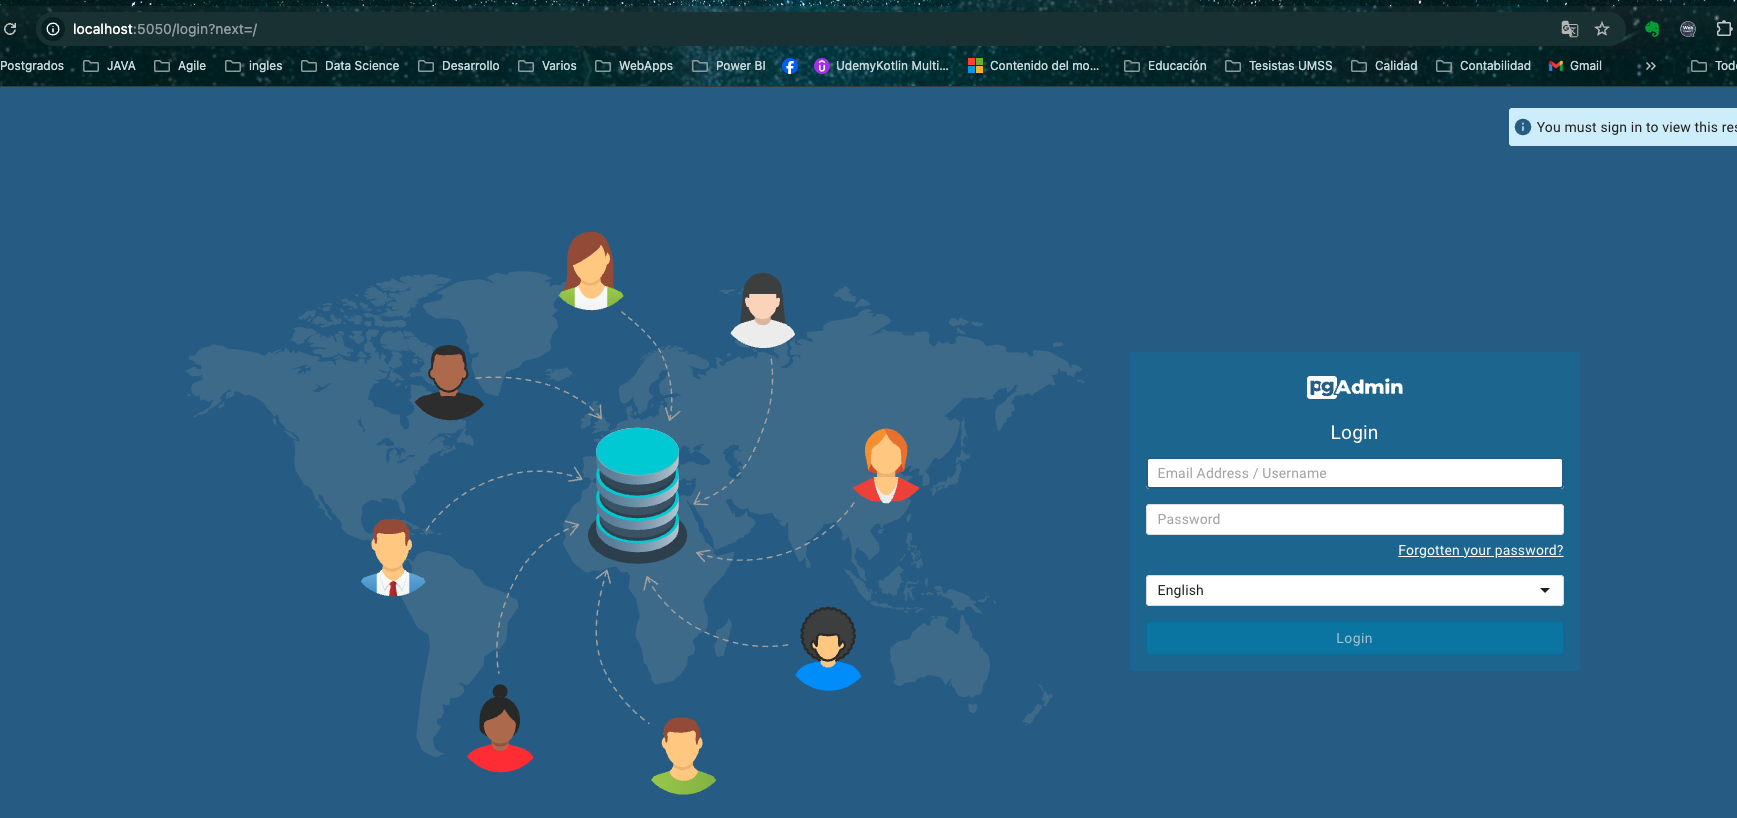 localhost:5050/login?next=/
Postgrados JAVA Agile ingles Data Science Desarrollo Varios WebApps Power BI UdemyKotlin Multi... Contenido del mo... Educación Tesistas UMSS Calidad Contabilidad Gmail
You must sign in to view this
pgAdmin
Login
Email Address / Username
Password
Forgotten your password?
English
Login